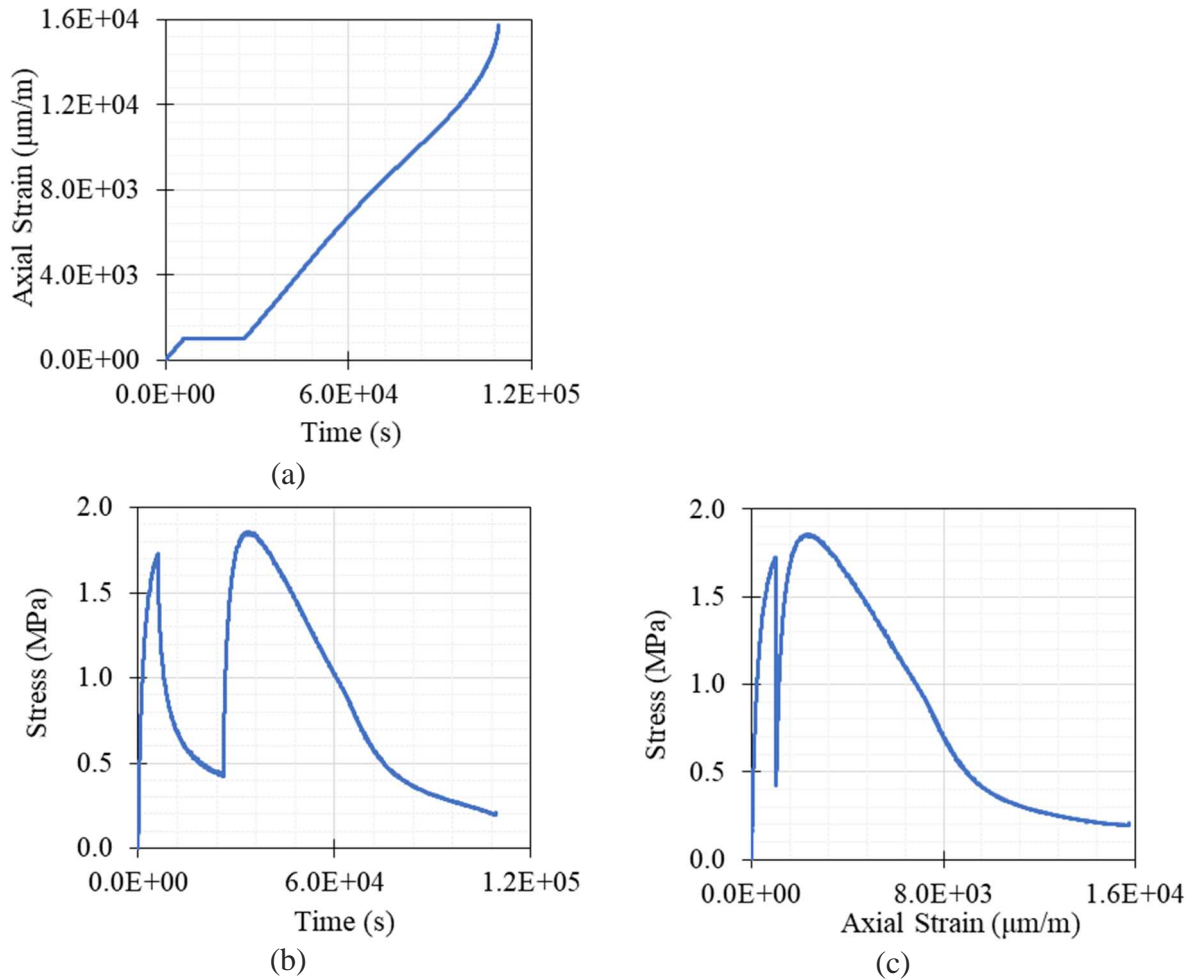 1.6E+04
1.2E+04
8.0E+03
4.0E+03
0.0E+00
Axial Strain (μm/m)
0.0E+00 6.0E+04 1.2E+05
Time (s)
(a)
2.0
1.5
1.0
0.5
0.0
Stress (MPa)
0.0E+00 6.0E+04 1.2E+05
Time (s)
(b)
2.0
1.5
1.0
0.5
0.0
Stress (MPa)
0.0E+00 8.0E+03 1.6E+04
Axial Strain (μm/m)
(c)